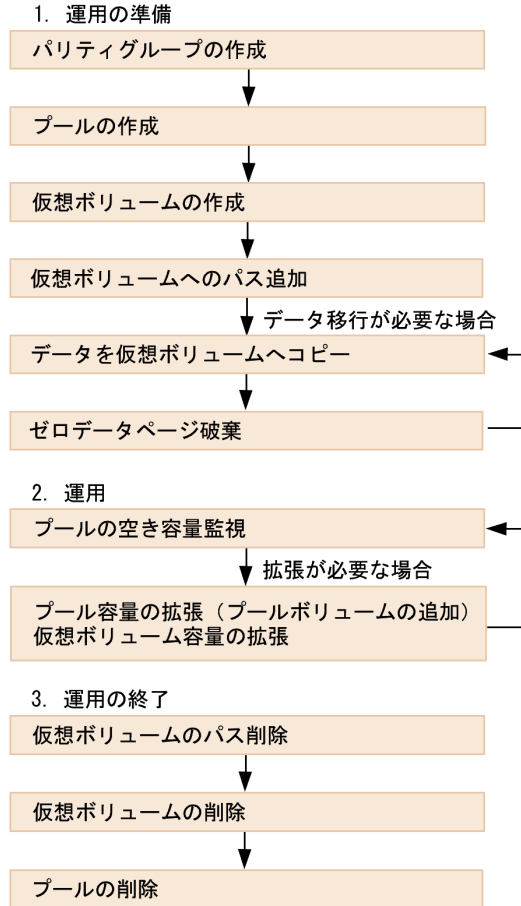 1. 運用の準備
パリティグループの作成
プールの作成
仮想ボリュームの作成
仮想ボリュームへのパス追加
データ移行が必要な場合
データを仮想ボリュームへコピー
ゼロデータページ破棄
2. 運用
プールの空き容量監視
拡張が必要な場合
プール容量の拡張（プールボリュームの追加）
仮想ボリューム容量の拡張
3. 運用の終了
仮想ボリュームのパス削除
仮想ボリュームの削除
プールの削除